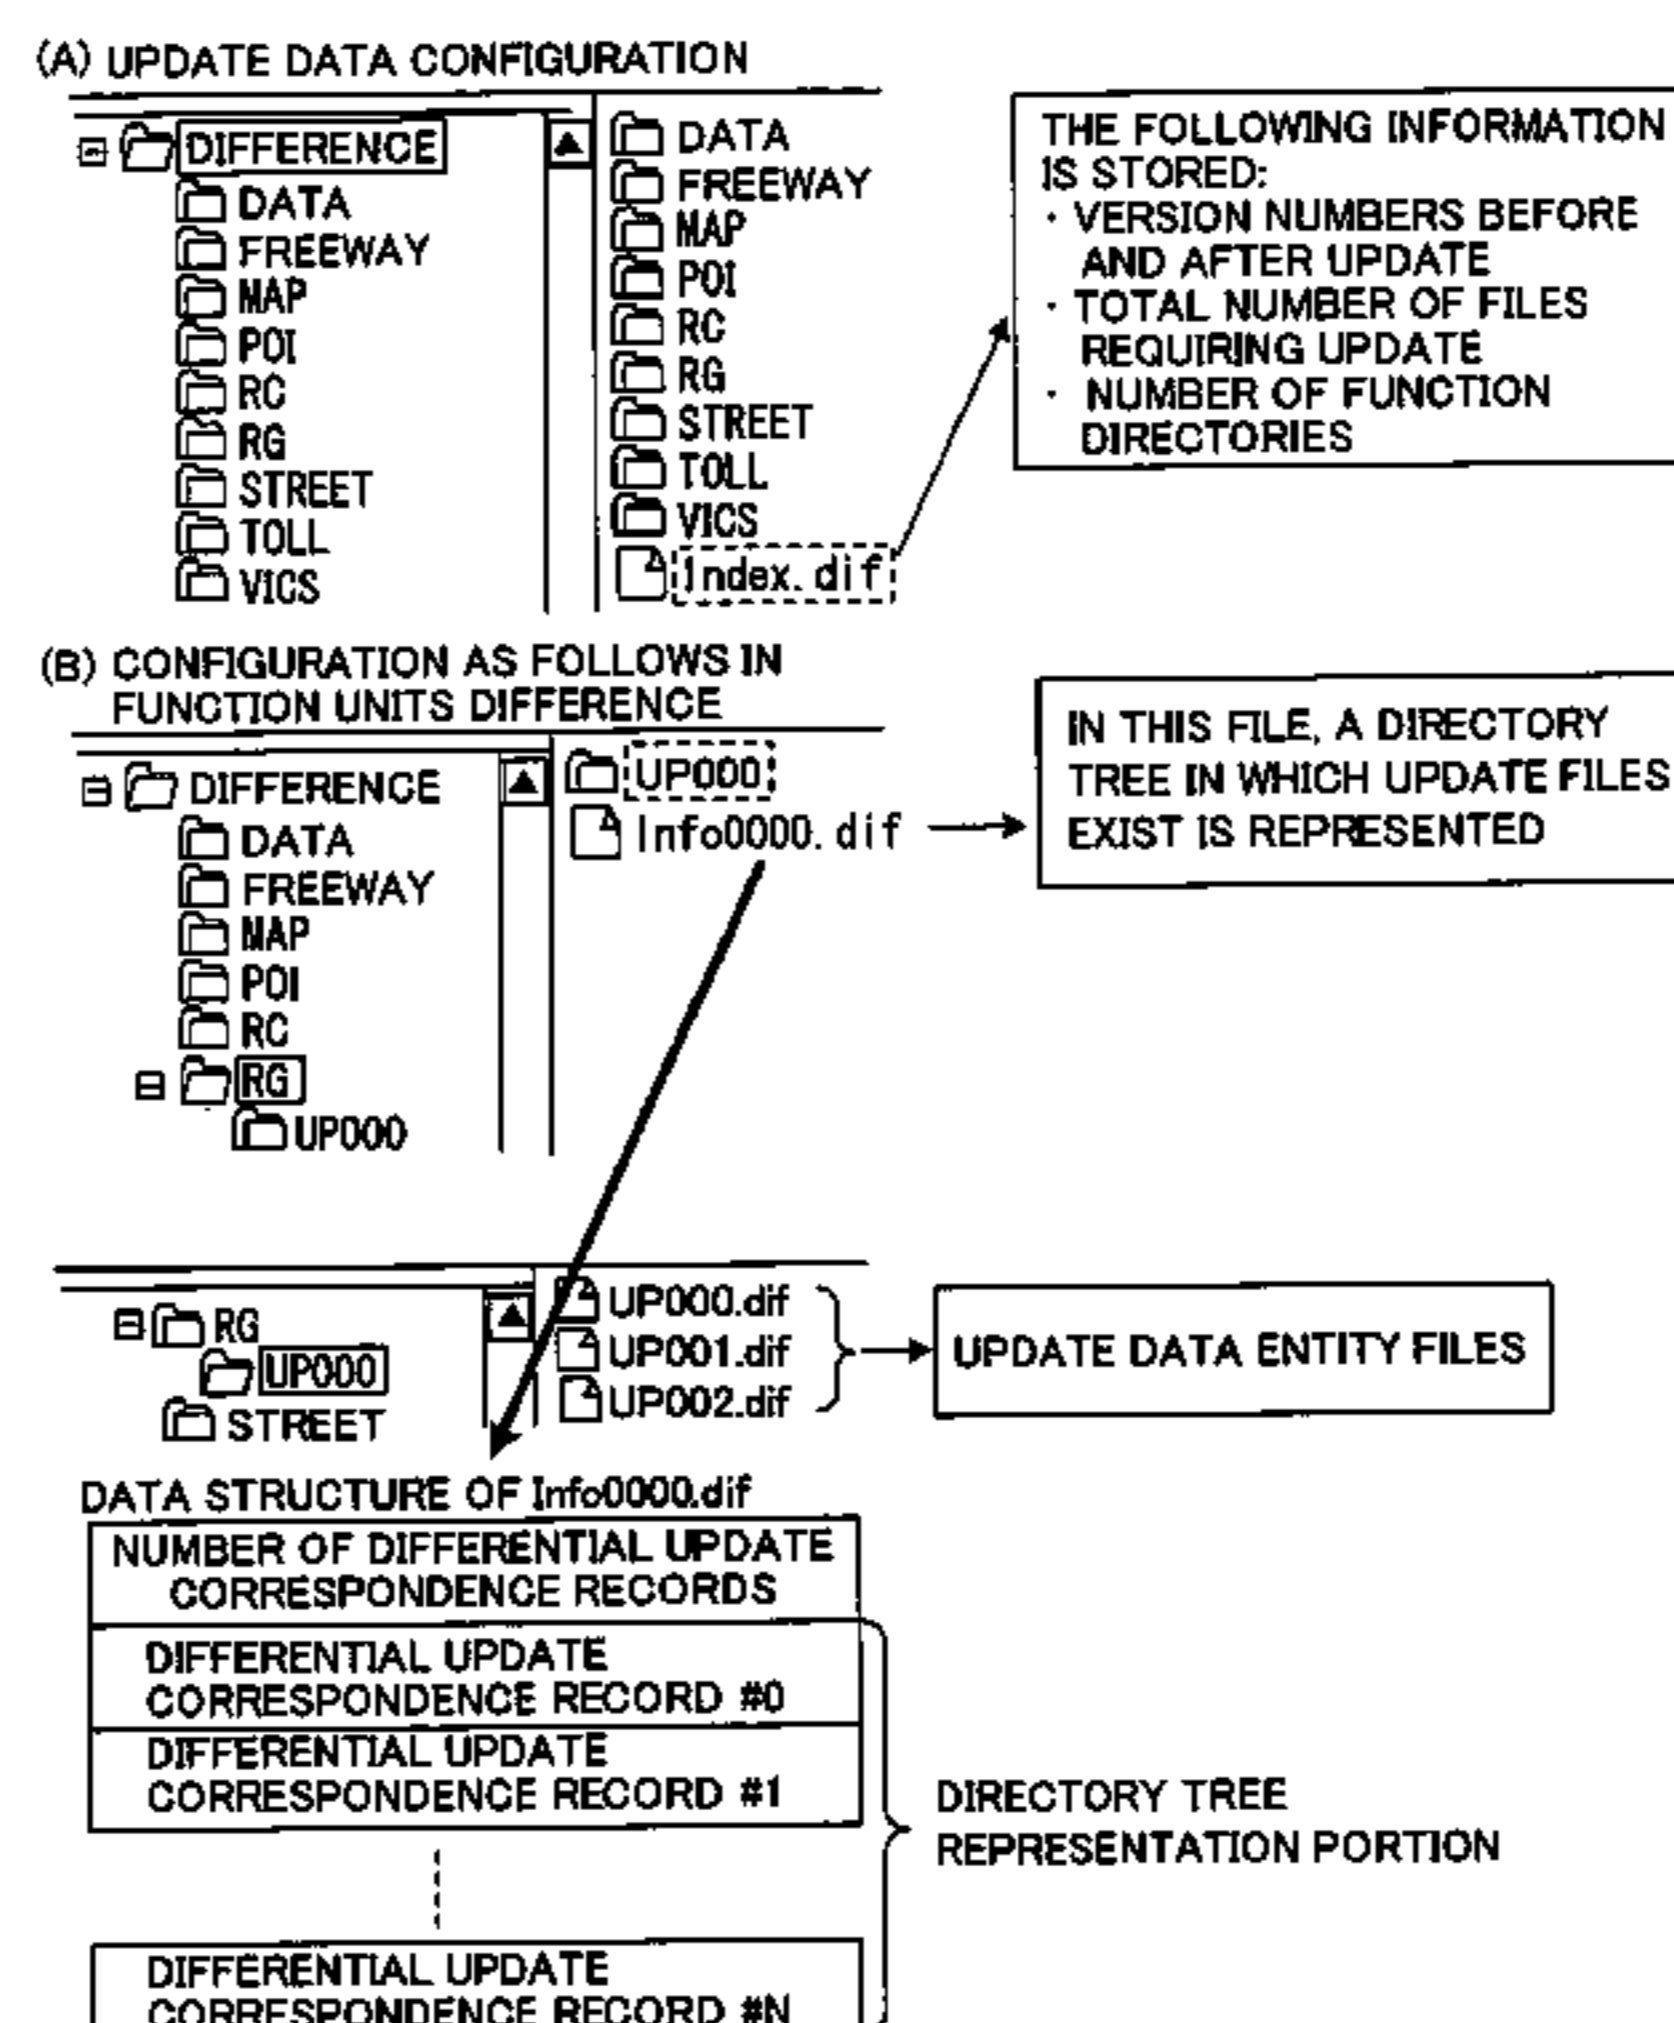 (A) UPDATE DATA CONFIGURATION
DIFFERENCE
DATA
FREEWAY
MAP
POI
RC
RG
STREET
TOLL
VICS
DATA
FREEWAY
MAP
POI
RC
RG
STREET
TOLL
VICS
Index.dif
THE FOLLOWING INFORMATION
IS STORED:
· VERSION NUMBERS BEFORE
AND AFTER UPDATE
· TOTAL NUMBER OF FILES
REQUIRING UPDATE
· NUMBER OF FUNCTION
DIRECTORIES
(B) CONFIGURATION AS FOLLOWS IN
FUNCTION UNITS DIFFERENCE
DIFFERENCE
DATA
FREEWAY
MAP
POI
RC
RG
UP000
UP000
Info0000.dif
IN THIS FILE, A DIRECTORY
TREE IN WHICH UPDATE FILES
EXIST IS REPRESENTED
RG
UP000
STREET
UP000.dif
UP001.dif
UP002.dif
UPDATE DATA ENTITY FILES
DATA STRUCTURE OF Info0000.dif
NUMBER OF DIFFERENTIAL UPDATE
CORRESPONDENCE RECORDS
DIFFERENTIAL UPDATE
CORRESPONDENCE RECORD #0
DIFFERENTIAL UPDATE
CORRESPONDENCE RECORD #1
DIFFERENTIAL UPDATE
CORRESPONDENCE RECORD #N
DIRECTORY TREE
REPRESENTATION PORTION